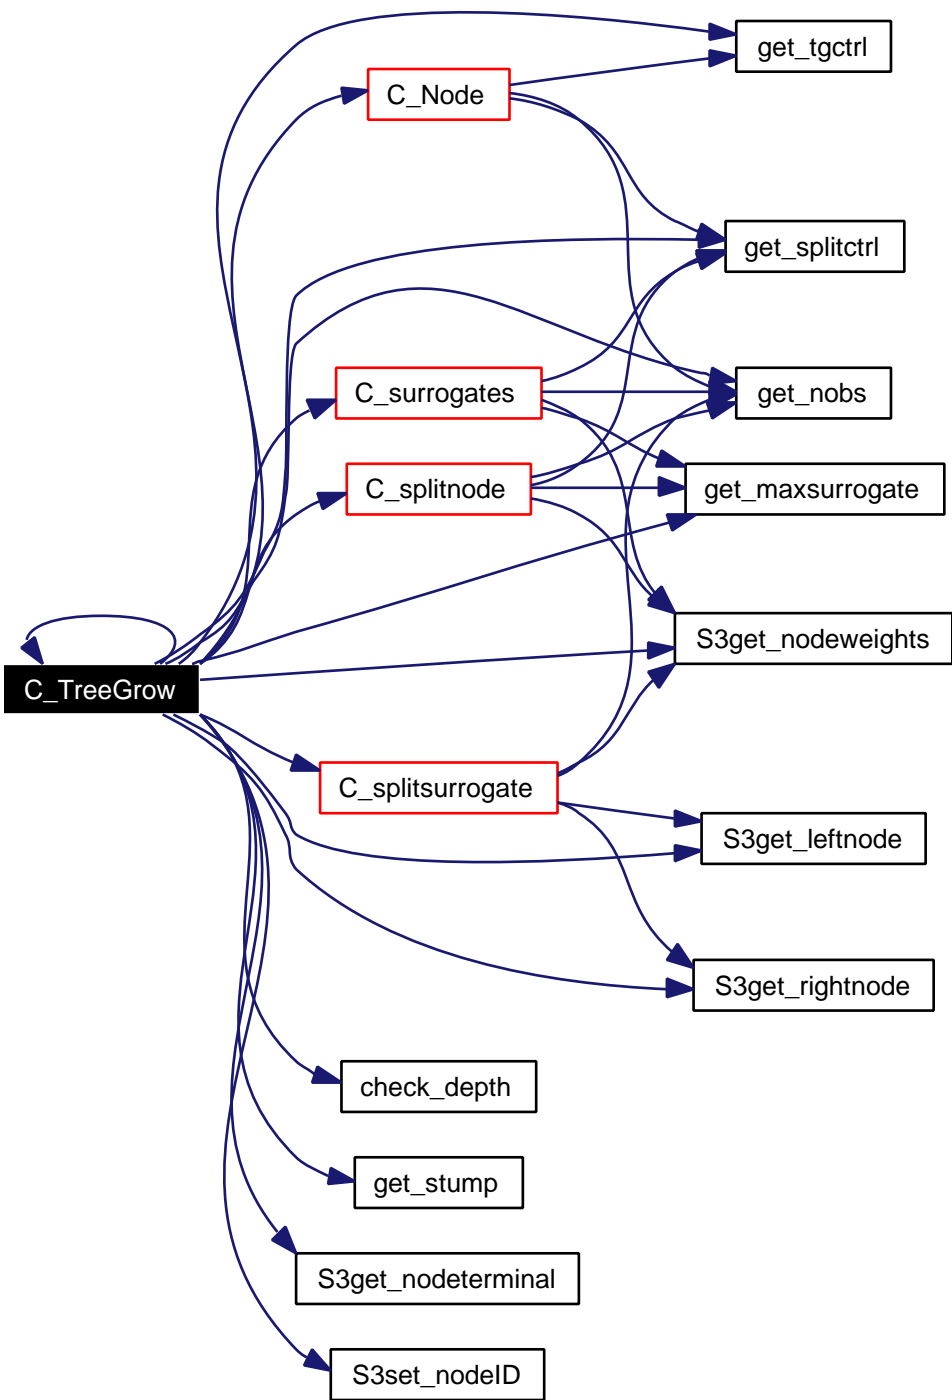 get_tgctrl
C_Node
get_splitctrl
C_surrogates
get_nobs
C_splitnode
get_maxsurrogate
S3get_nodeweights
C_TreeGrow
C_splitsurrogate
S3get_leftnode
S3get_rightnode
check_depth
get_stump
S3get_nodeterminal
S3set_nodeID